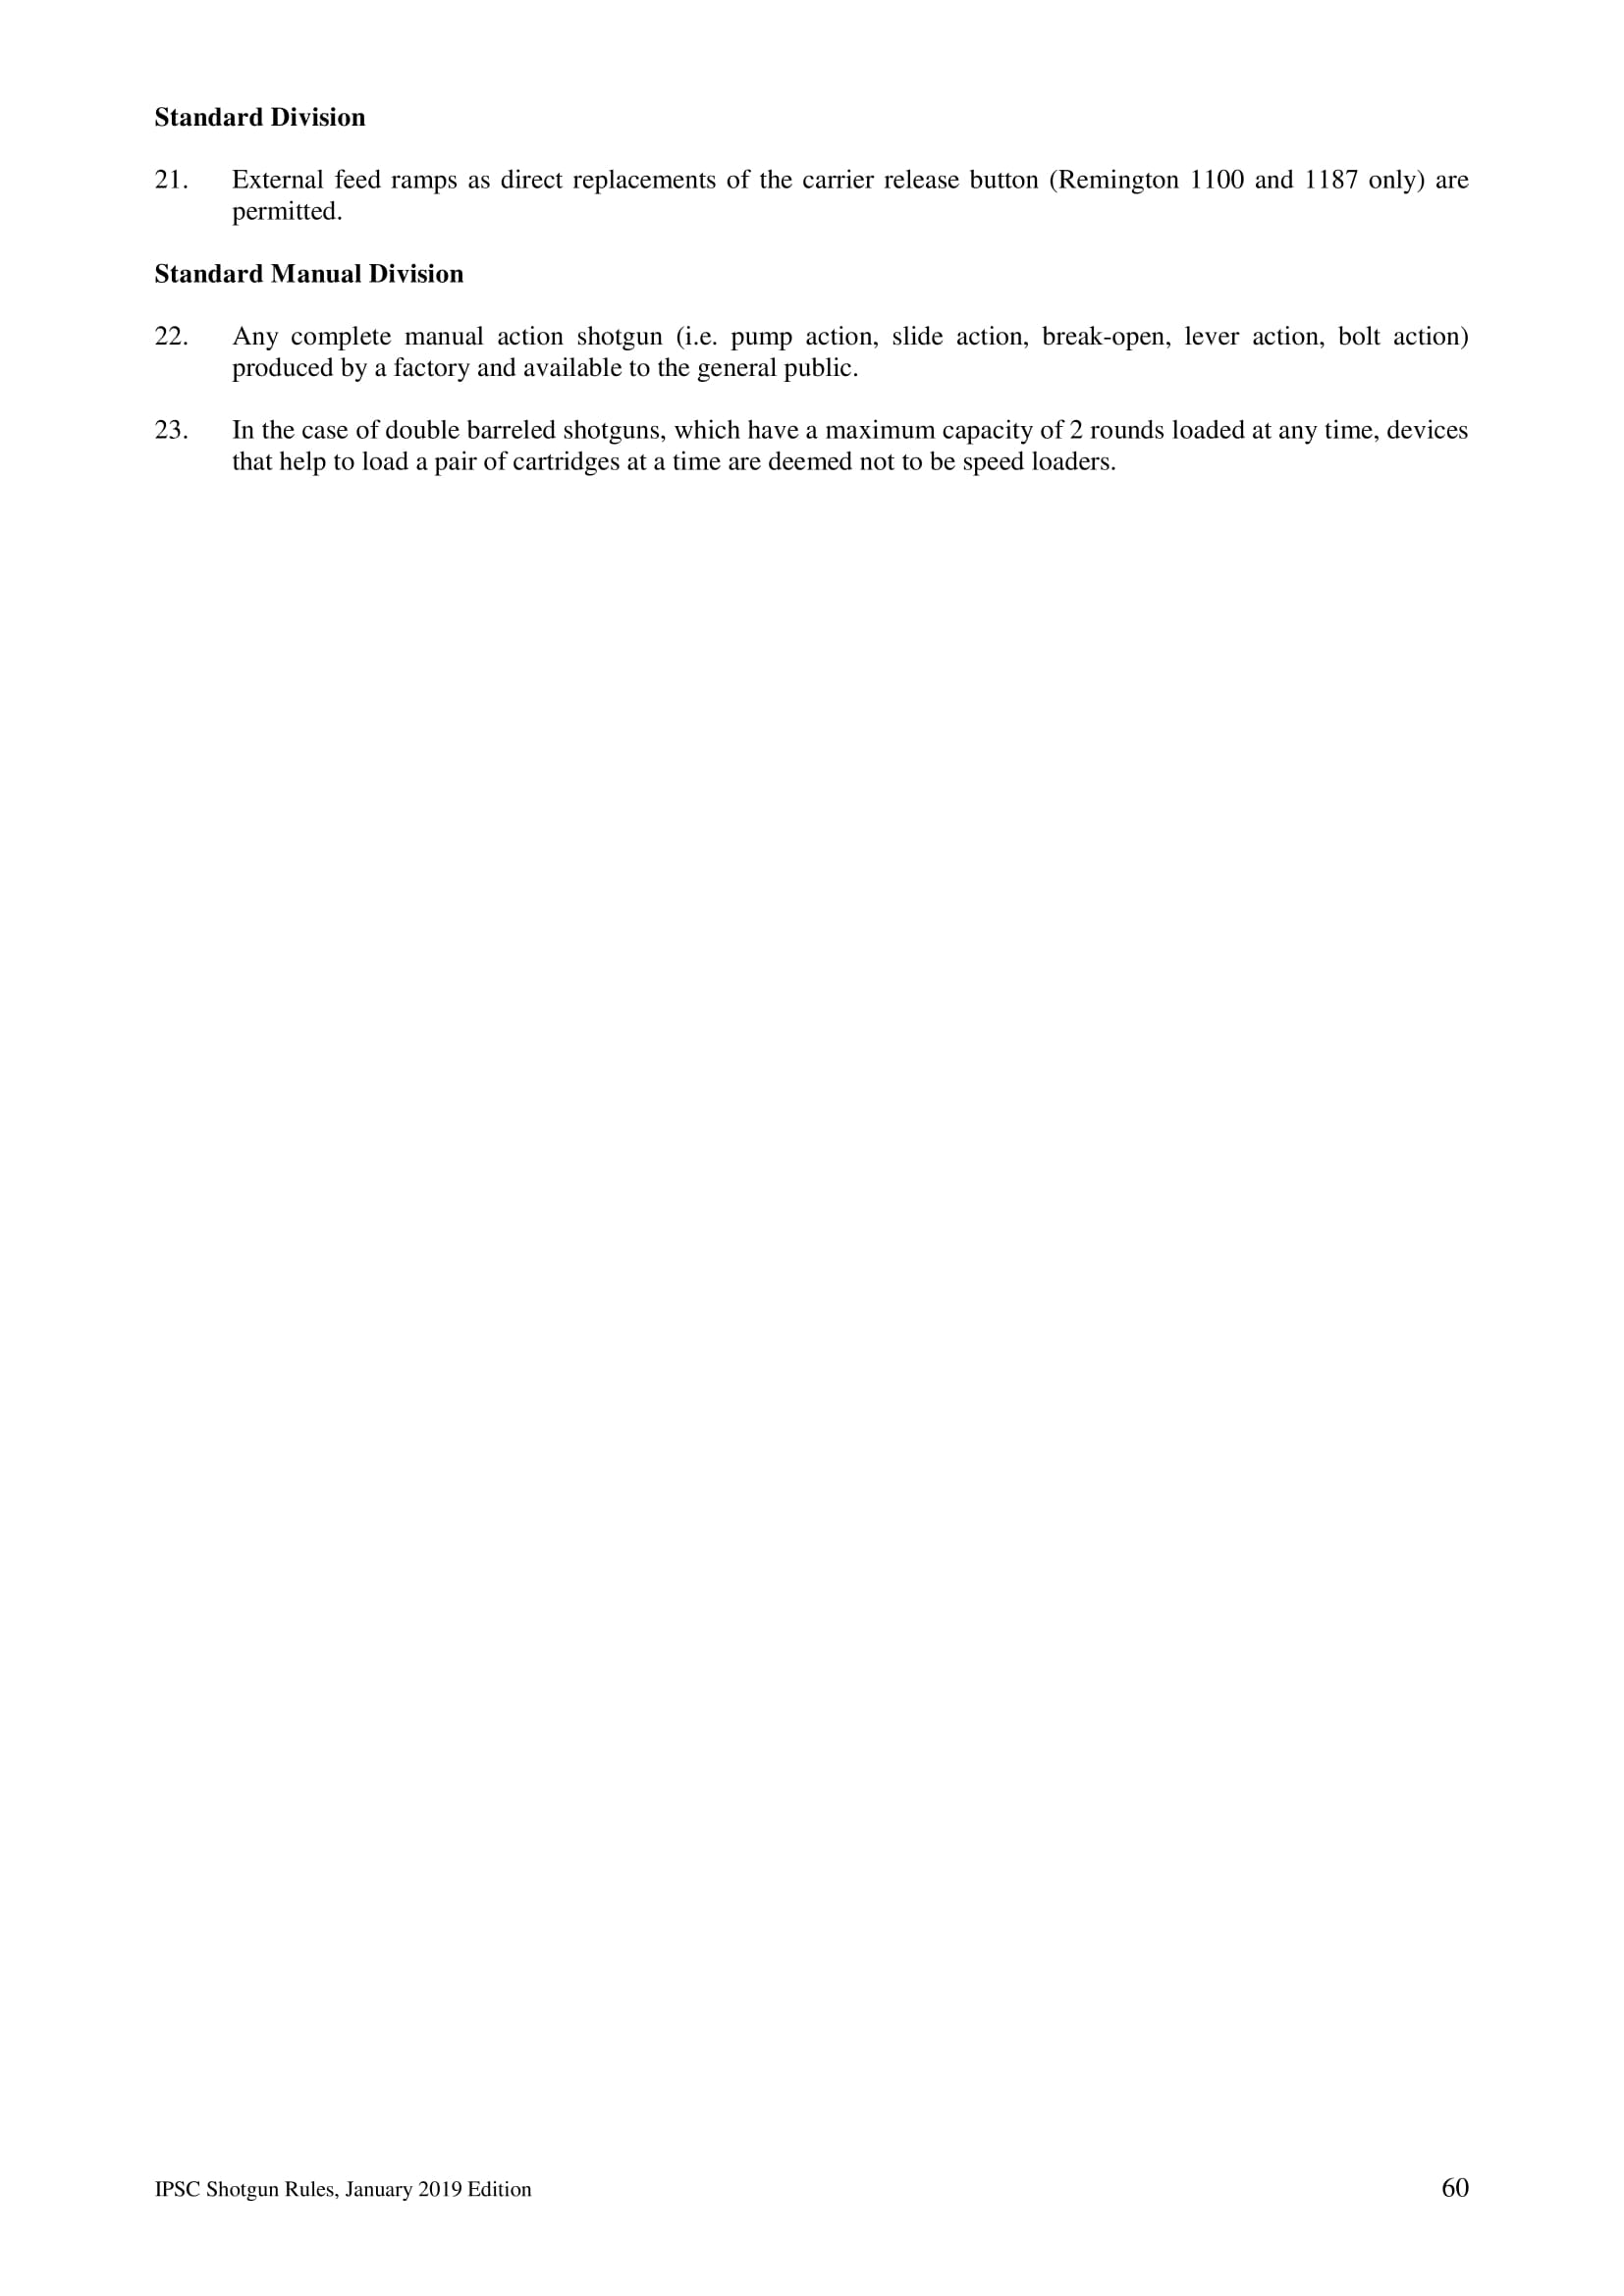 Standard Division
21. External feed ramps as direct replacements of the carrier release button (Remington 1100 and 1187 only) are
permitted.
Standard Manual Division
22. Any complete manual action shotgun (i.e. pump action, slide action, break-open, lever action, bolt action)
produced by a factory and available to the general public.
23. In the case of double barreled shotguns, which have a maximum capacity of 2 rounds loaded at any time, devices
that help to load a pair of cartridges at a time are deemed not to be speed loaders.
IPSC Shotgun Rules, January 2019 Edition 60